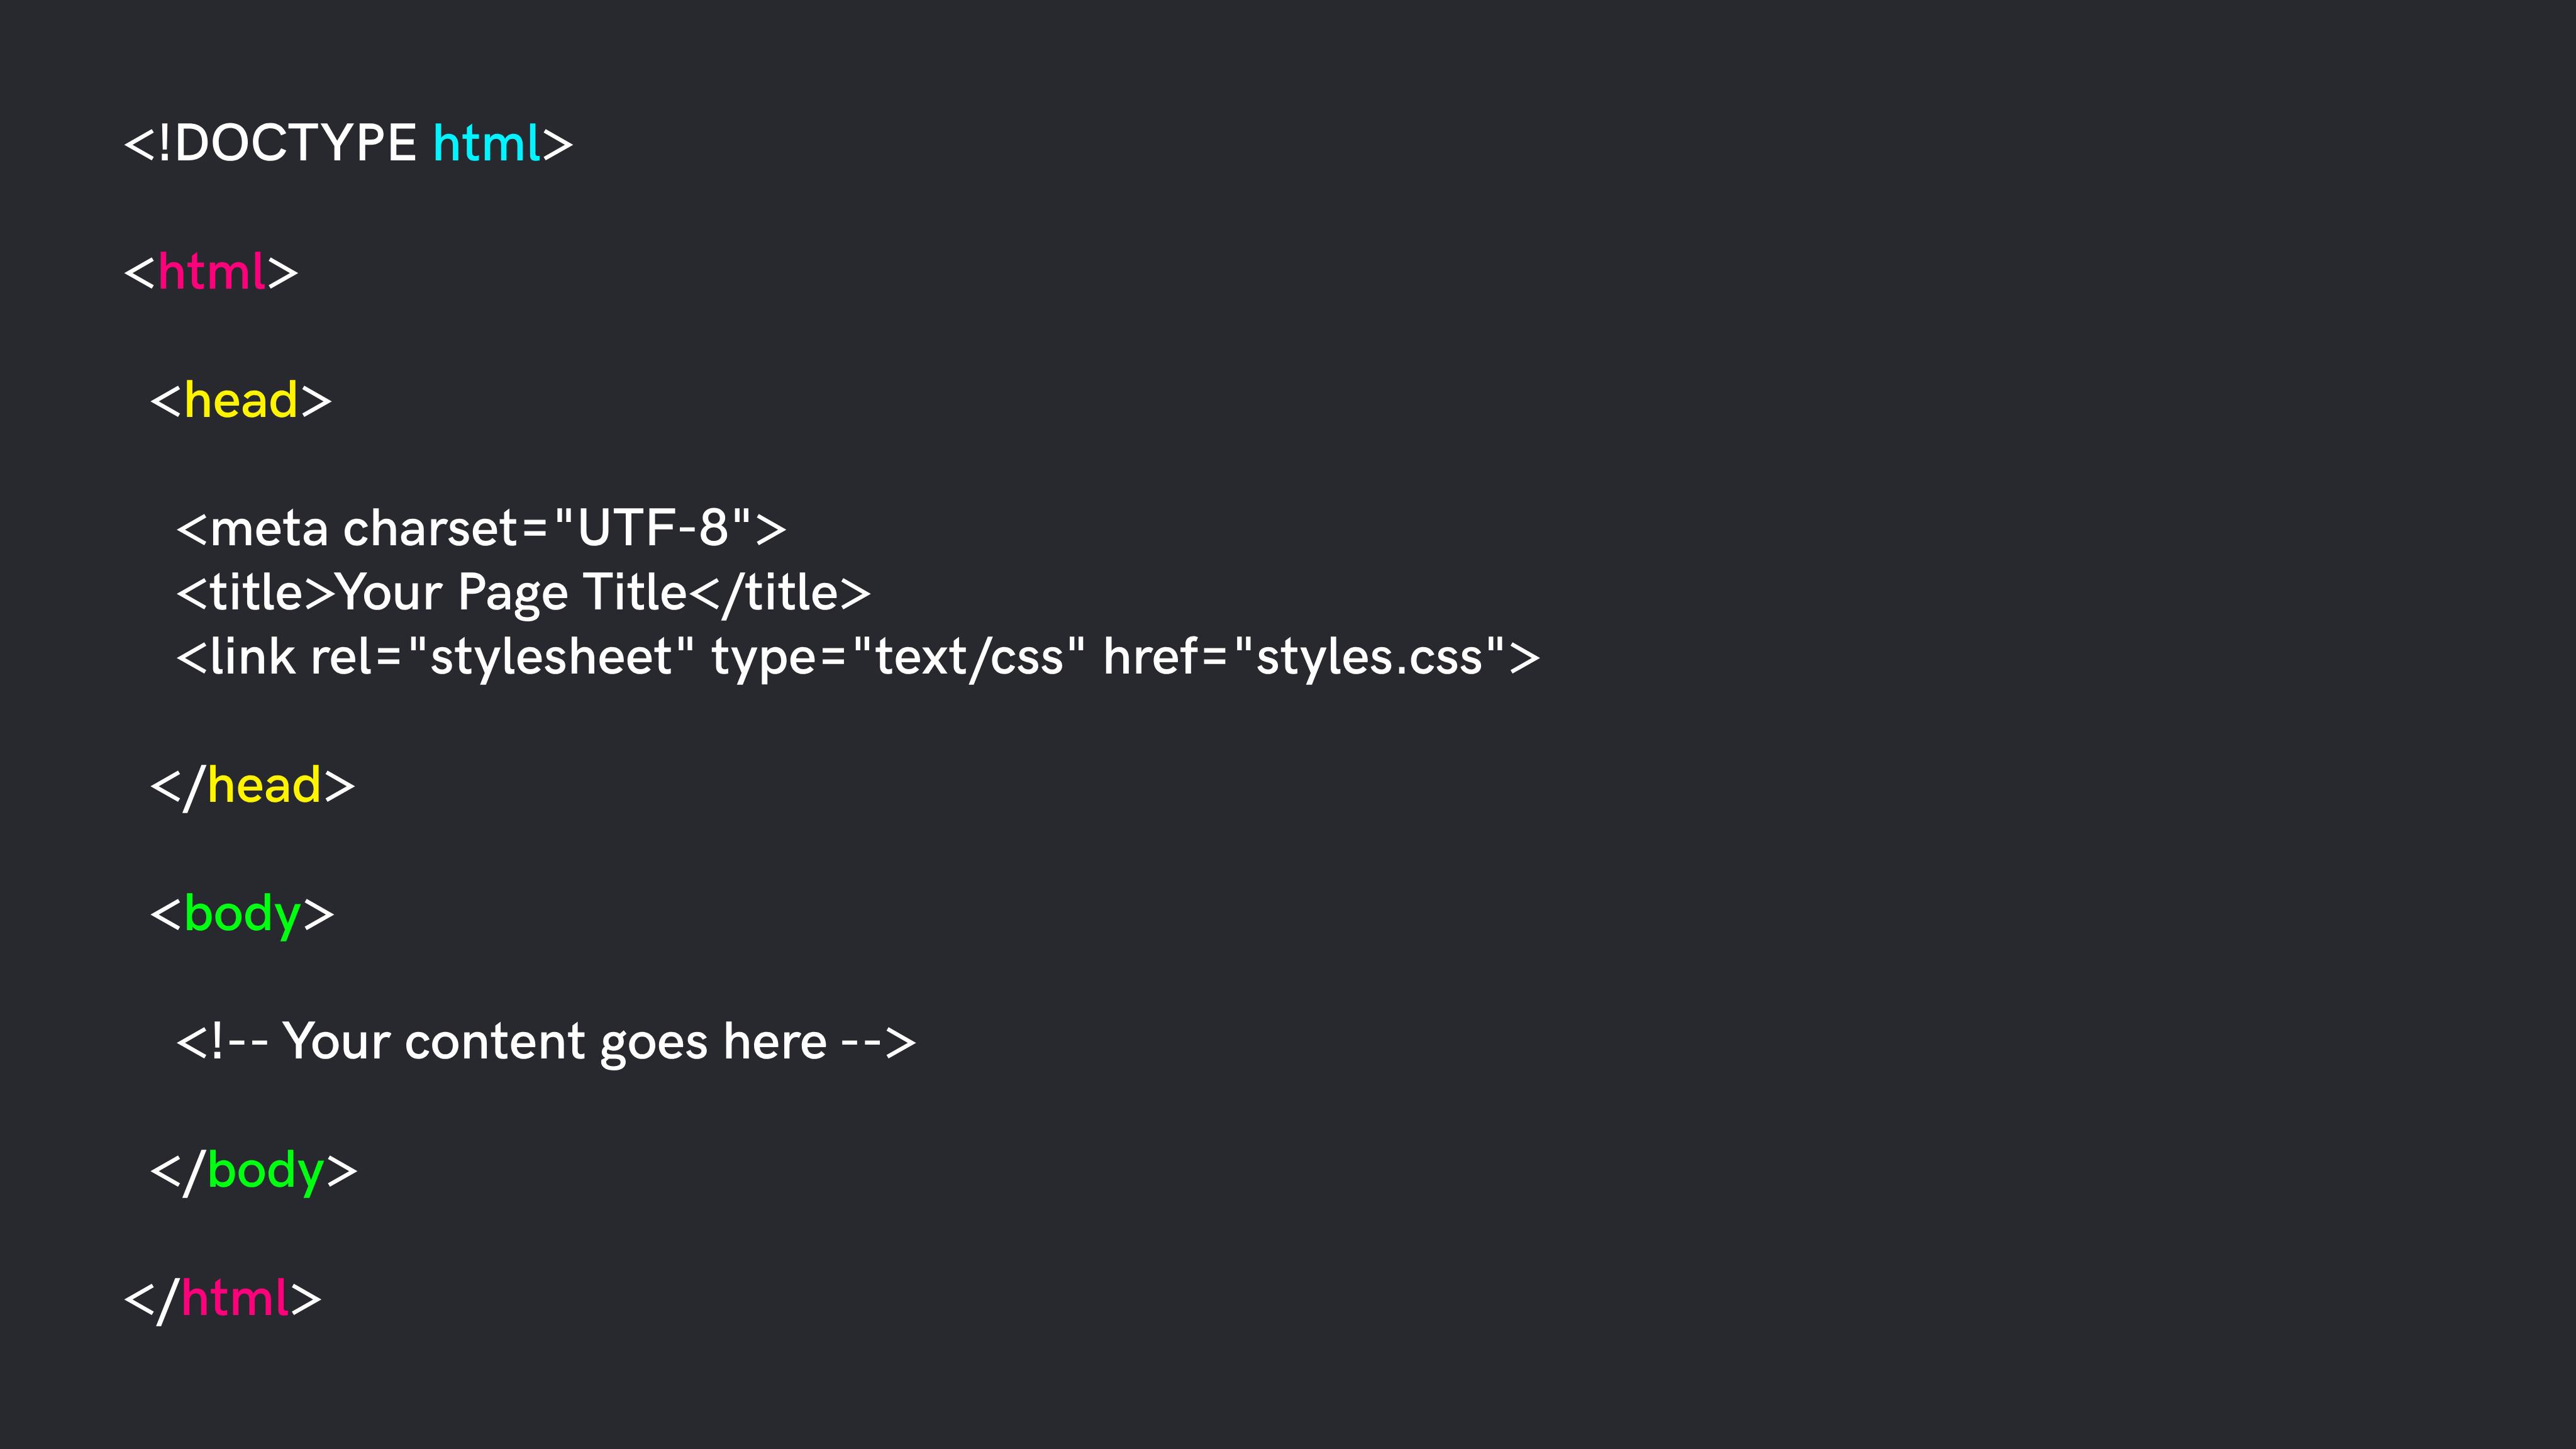 <!DOCTYPE html>
<html>
<head>
<meta charset="UTF-8">
<title>Your Page Title</title>
<link rel="stylesheet" type="text/css" href="styles.css">
</head>
<body>
<!-- Your content goes here -->
</body>
</html>